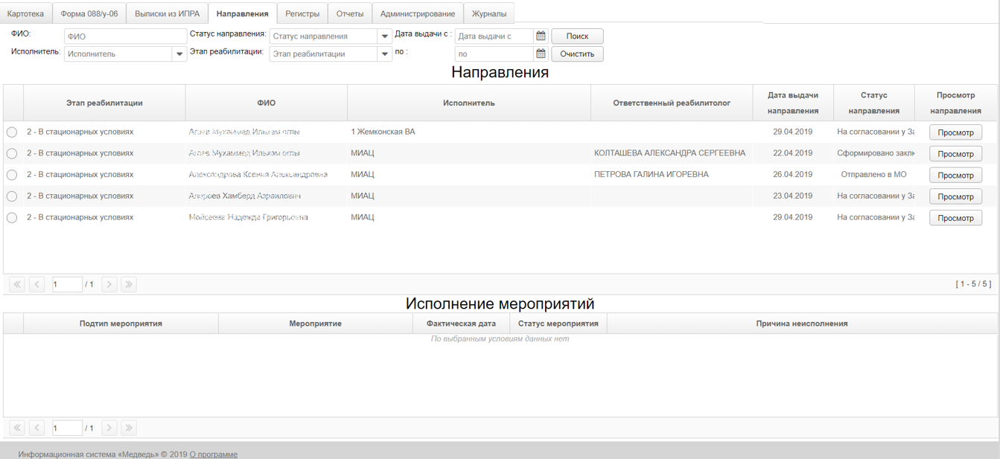 Картотека Форма 088/у-06 Выписки из ИПРА Направления Регистры Отчеты Администрирование Журналы
ФИО: ФИО Статус направления: Статус направления Дата выдачи с : Дата выдачи с Поиск
Исполнитель: Исполнитель Этап реабилитации: Этап реабилитации по : по Очистить
Направления
Этап реабилитации ФИО Исполнитель Ответственный реабилитолог Дата выдачи направления Статус направления Просмотр направления
2 - В стационарных условиях 1 Жемконская ВА 29.04.2019 На согласовании у За Просмотр
2 - В стационарных условиях МИАЦ КОЛТАШЕВА АЛЕКСАНДРА СЕРГЕЕВНА 22.04.2019 Сформировано заклю Просмотр
2 - В стационарных условиях МИАЦ ПЕТРОВА ГАЛИНА ИГОРЕВНА 26.04.2019 Отправлено в МО Просмотр
2 - В стационарных условиях МИАЦ 23.04.2019 На согласовании у За Просмотр
2 - В стационарных условиях МИАЦ 29.04.2019 На согласовании у За Просмотр
1 / 1 [ 1 - 5 / 5 ]
Исполнение мероприятий
Подтип мероприятия Мероприятие Фактическая дата Статус мероприятия Причина неисполнения
По выбранным условиям данных нет
1 / 1
Информационная система «Медведь» © 2019 О программе